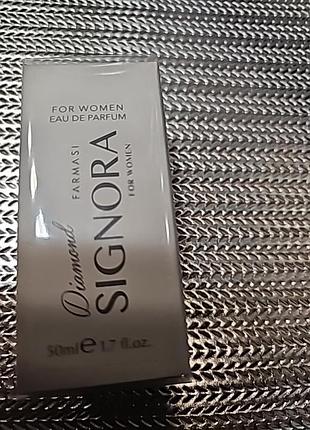 FOR WOMEN
EAU DE PARFUM
FARMASI
Diamond
SIGNORA
FOR WOMEN
50ml e 1.7 fl.oz.